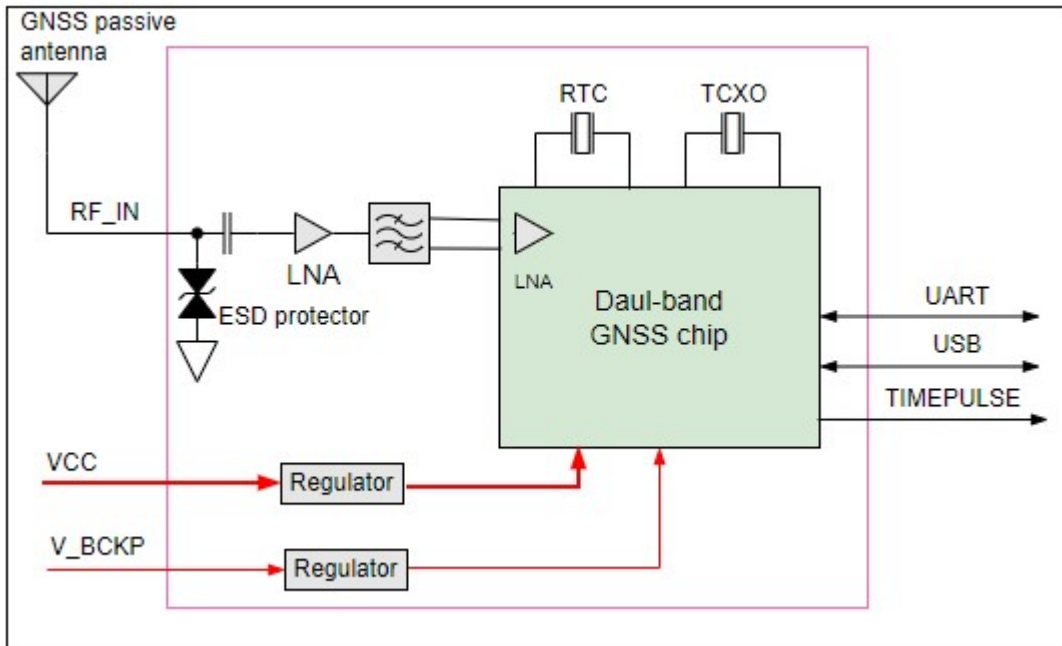 GNSS passive
antenna
RTC
TCXO
RF_IN
LNA
LNA
ESD protector
Daul-band
GNSS chip
UART
USB
TIMEPULSE
VCC
Regulator
V_BCKP
Regulator